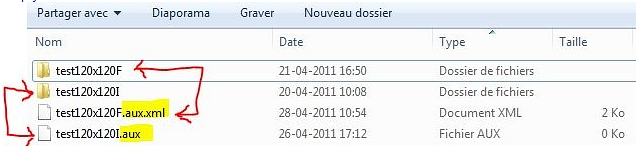 Partager avec Diaporama Graver Nouveau dossier
Nom Date Type Taille
test120x120F 21-04-2011 16:50 Dossier de fichiers
test120x120I 20-04-2011 10:08 Dossier de fichiers
test120x120F.aux.xml 28-04-2011 10:54 Document XML 2 Ko
test120x120I.aux 26-04-2011 17:12 Fichier AUX 0 Ko